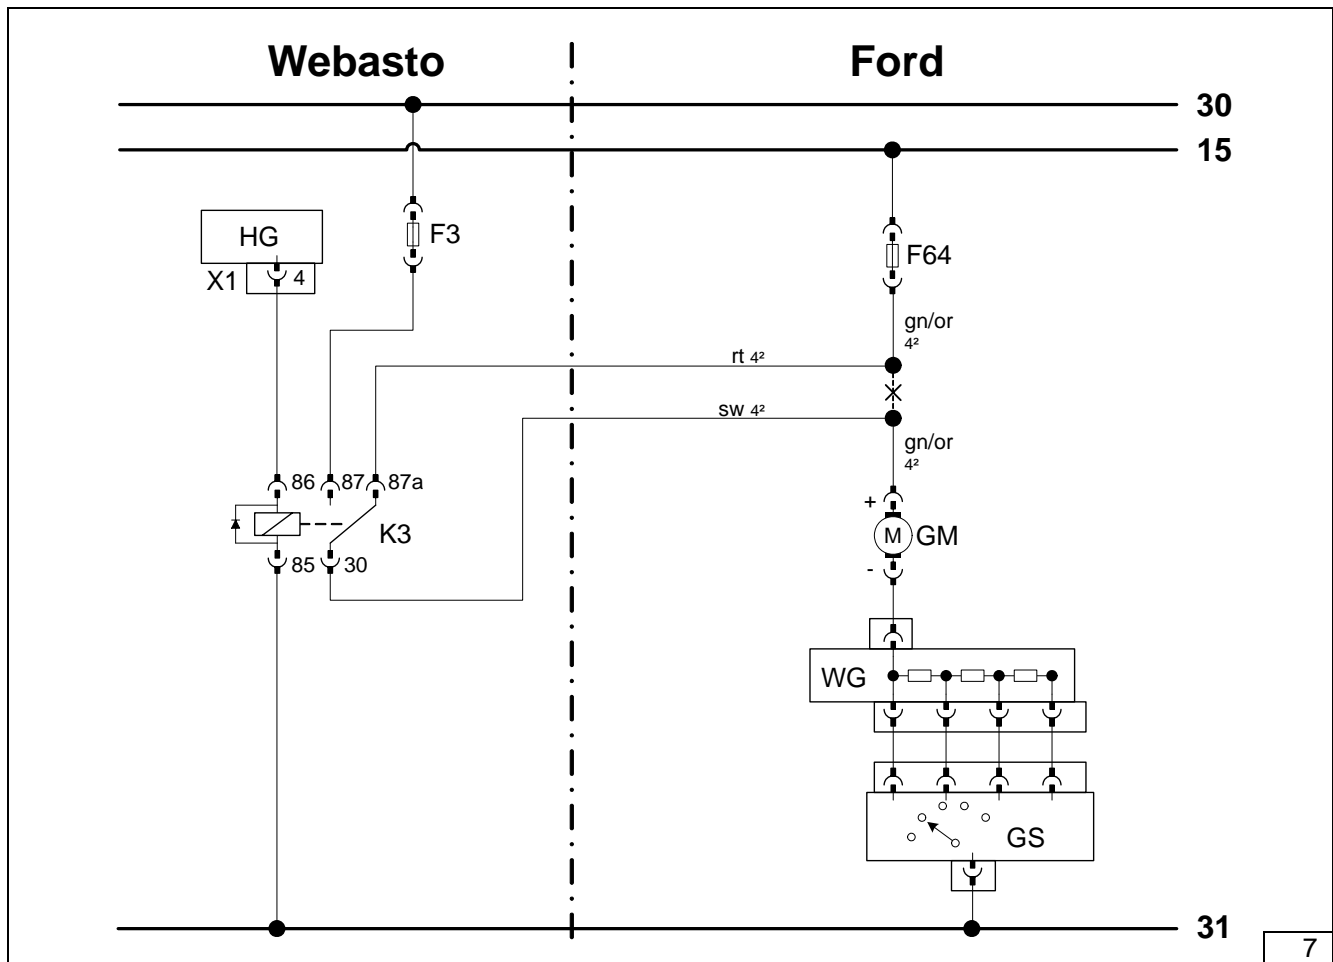 Webasto
Ford
30
15
HG
F3
F64
X1
4
gn/or
4²
rt 4²
sw 4²
gn/or
4²
86
87
87a
+
K3
M
GM
85
30
-
WG
GS
31
7